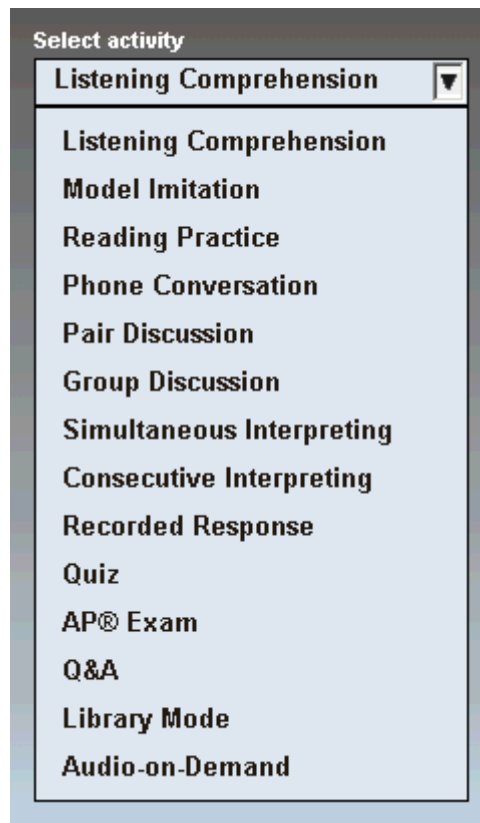 Select activity
Listening Comprehension
Listening Comprehension
Model Imitation
Reading Practice
Phone Conversation
Pair Discussion
Group Discussion
Simultaneous Interpreting
Consecutive Interpreting
Recorded Response
Quiz
AP® Exam
Q&A
Library Mode
Audio-on-Demand